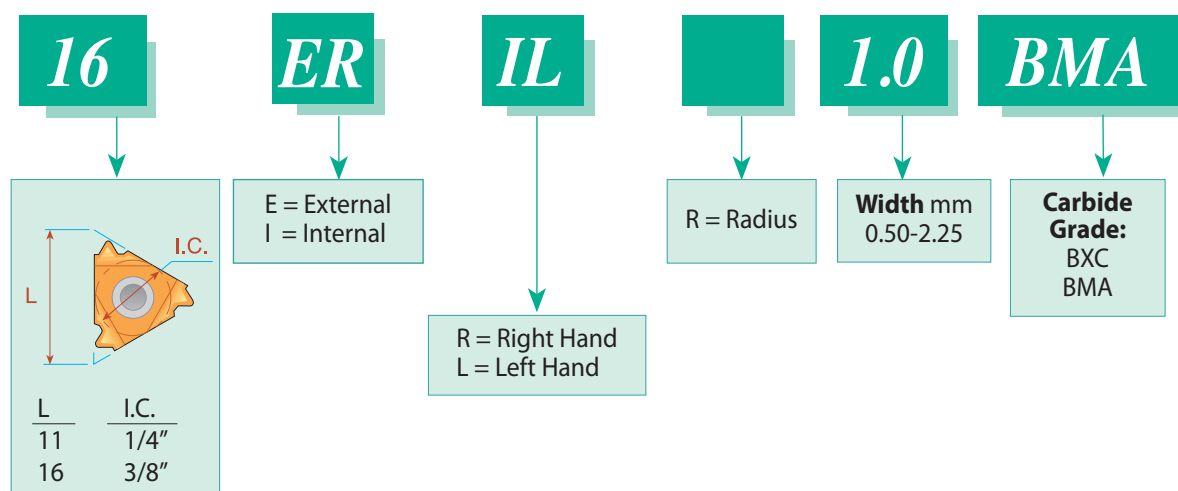 16 ER IL 1.0 BMA
I.C.
L
L I.C.
11 1/4″
16 3/8″
E = External
I = Internal
R = Right Hand
L = Left Hand
R = Radius
Width mm
0.50-2.25
Carbide
Grade:
BXC
BMA